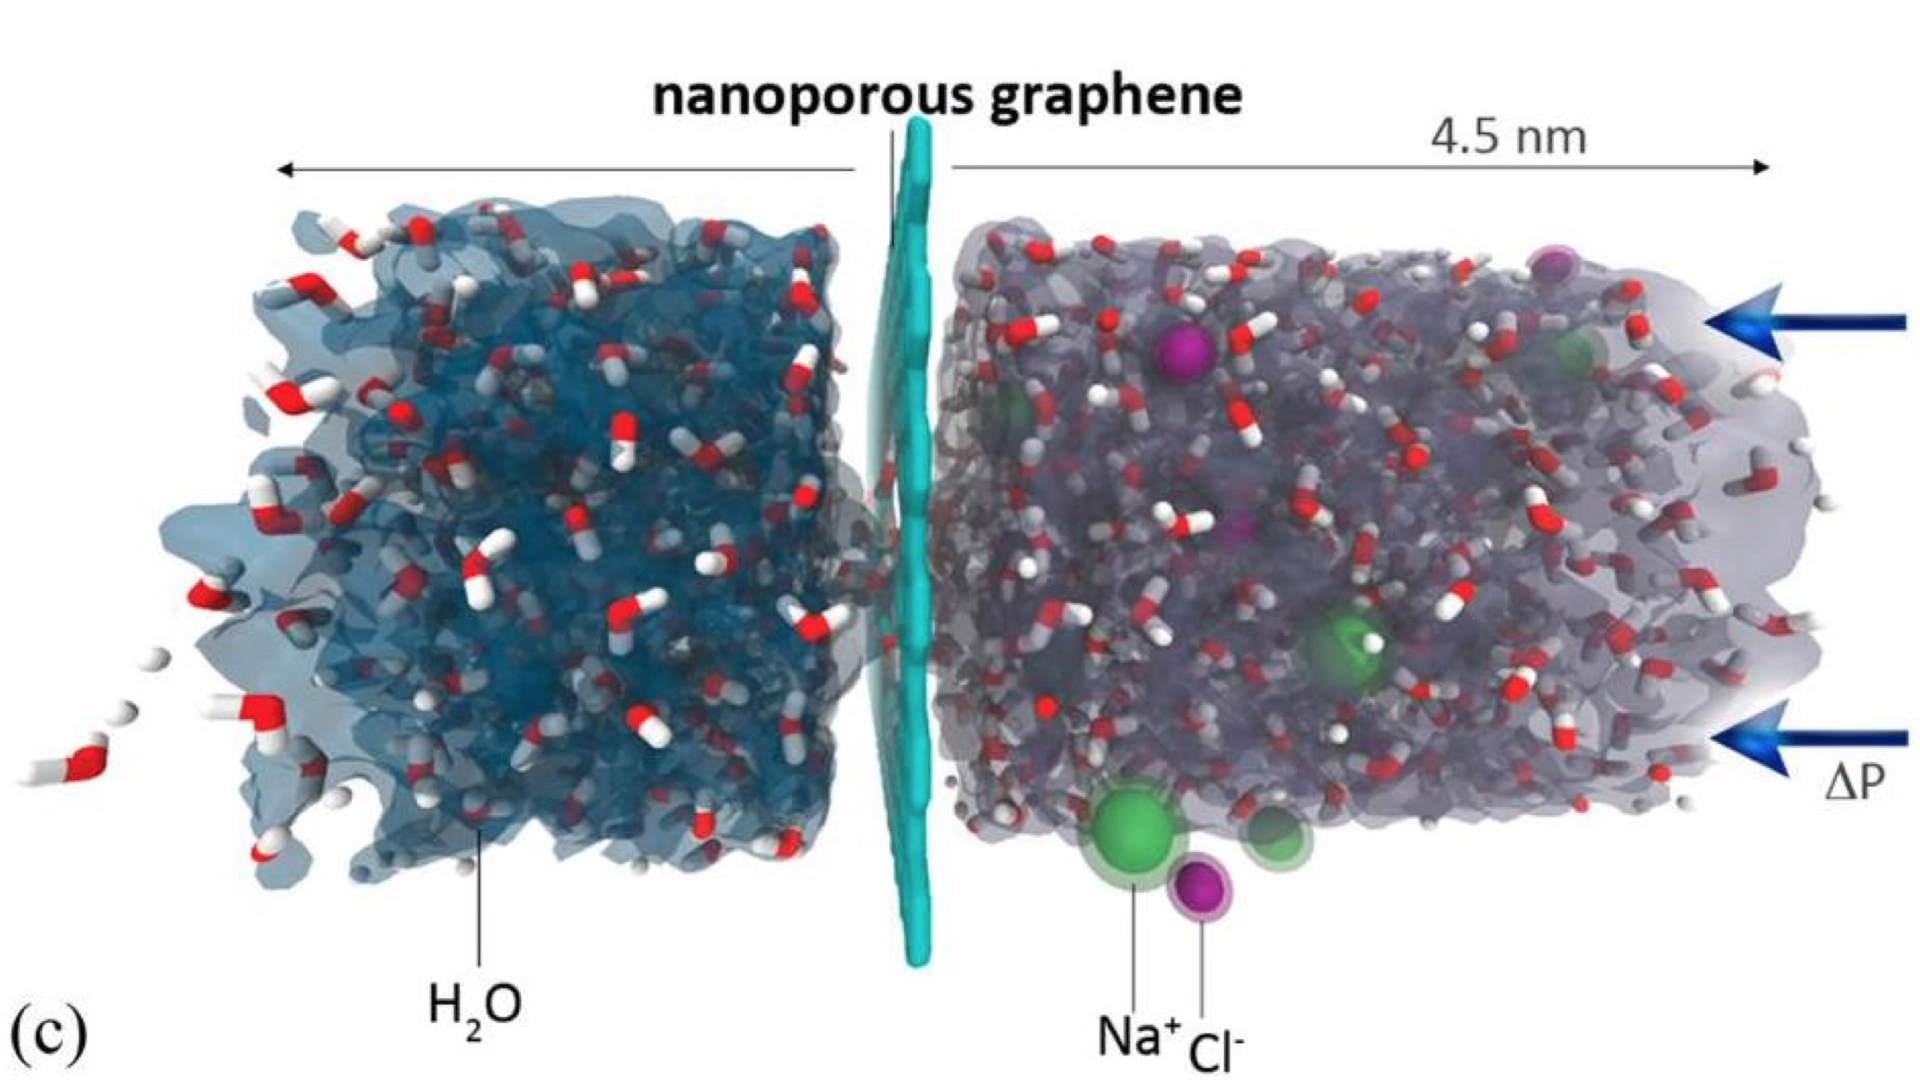 nanoporous graphene
4.5 nm
ΔP
H₂O
Na⁺ Cl⁻
(c)